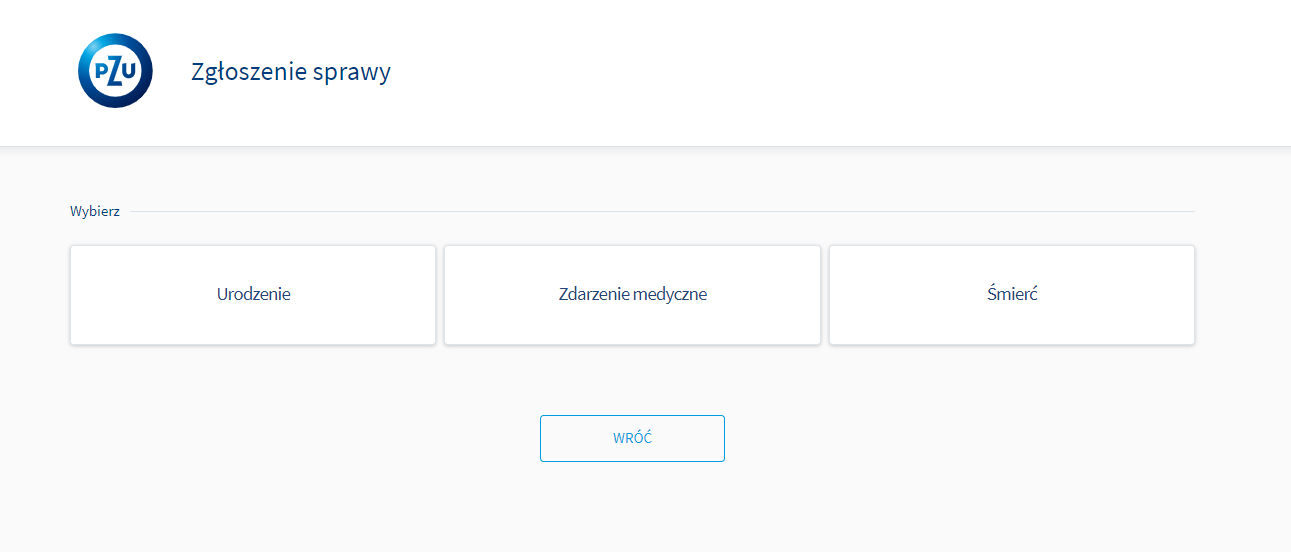 PZU
Zgłoszenie sprawy
Wybierz
Urodzenie
Zdarzenie medyczne
Śmierć
WRÓĆ